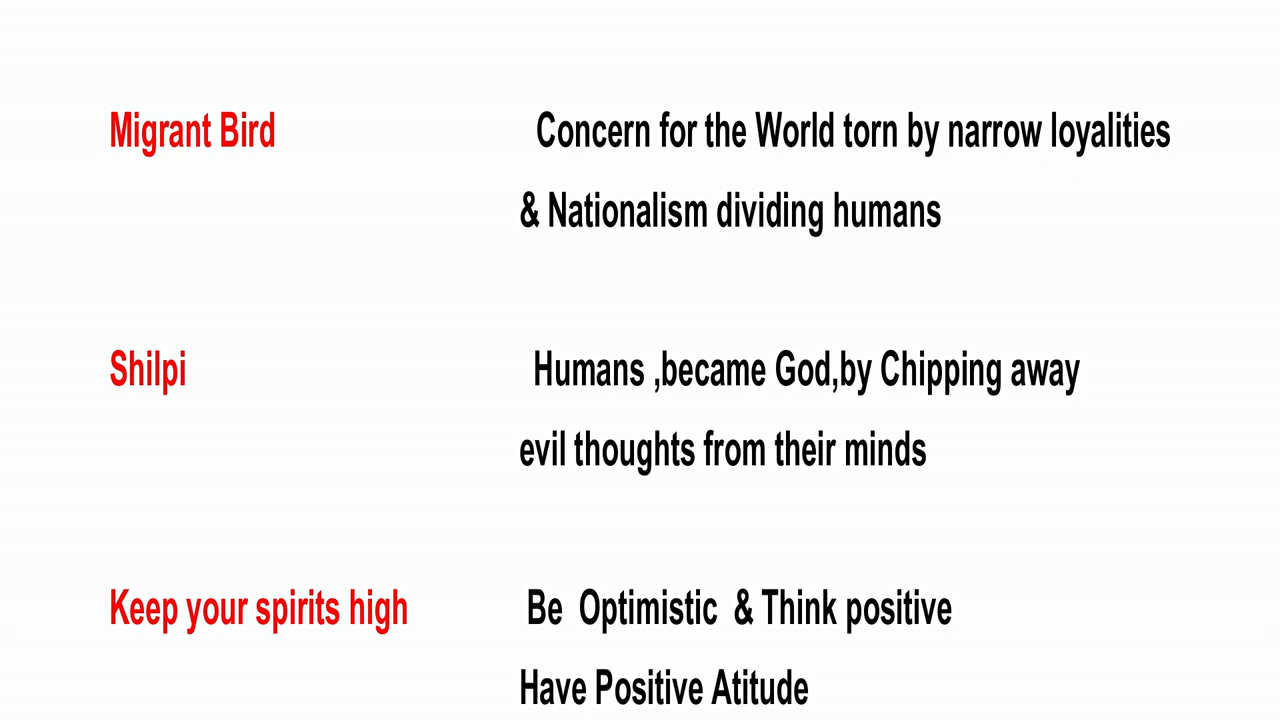 Migrant Bird Concern for the World torn by narrow loyalities
& Nationalism dividing humans
Shilpi Humans ,became God,by Chipping away
evil thoughts from their minds
Keep your spirits high Be Optimistic & Think positive
Have Positive Atitude